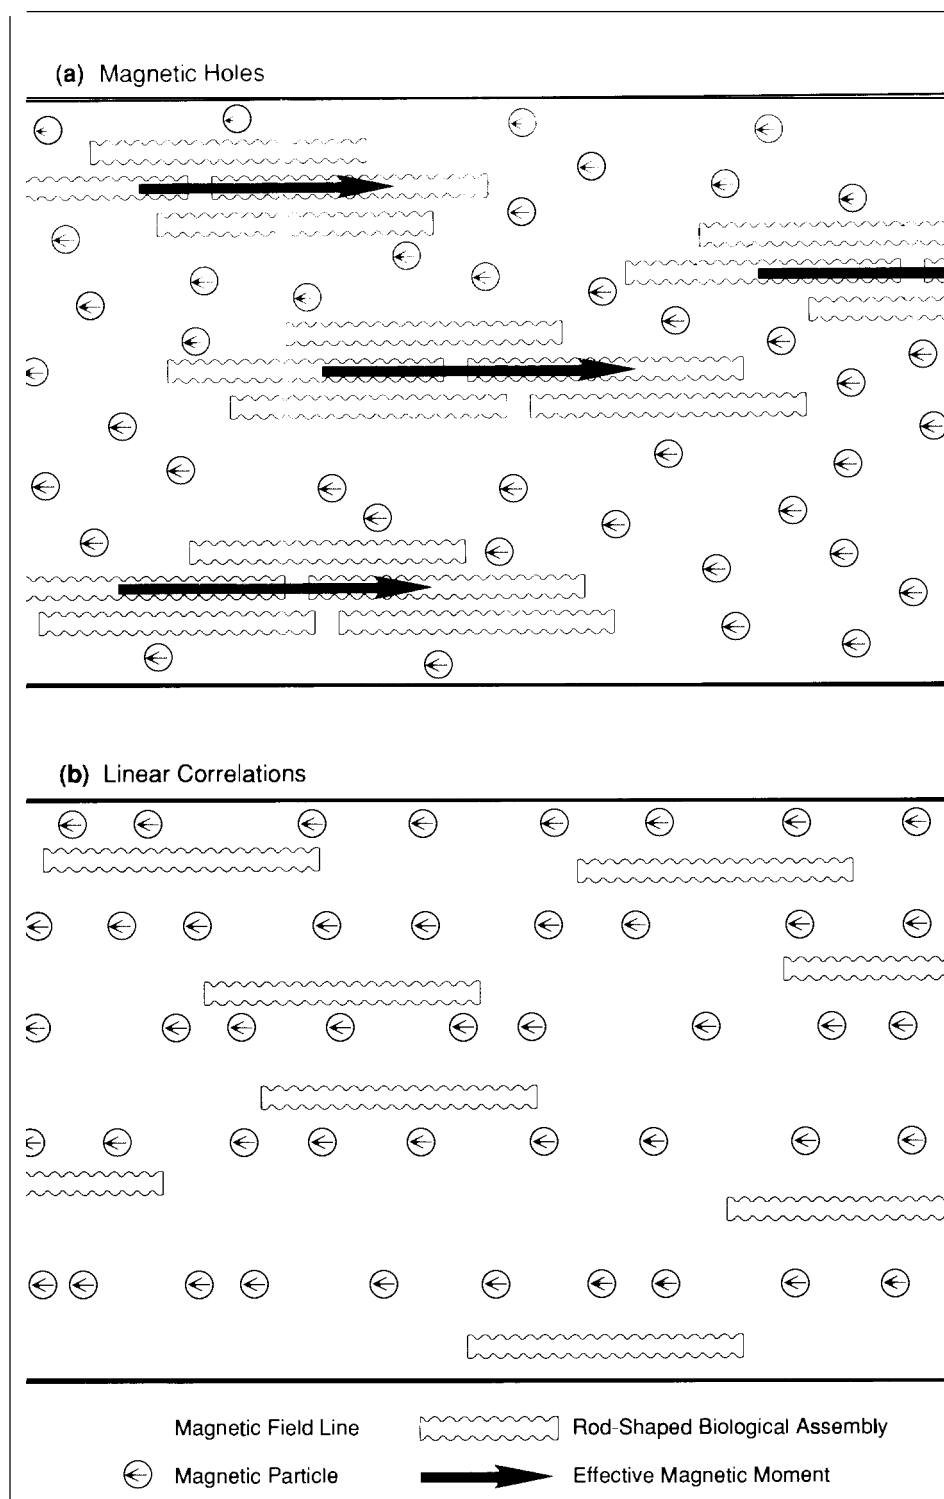 (a) Magnetic Holes
(b) Linear Correlations
Magnetic Field Line
Rod-Shaped Biological Assembly
Magnetic Particle
Effective Magnetic Moment